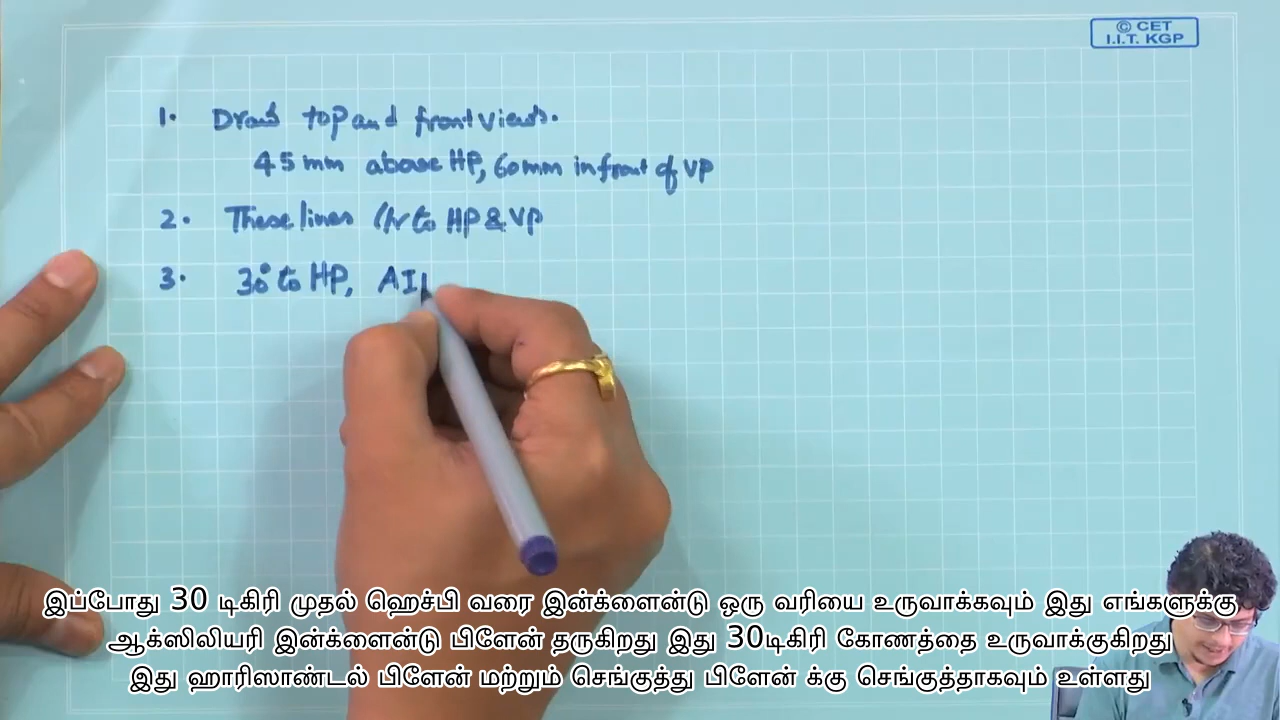 © CET
I.I.T. KGP
1. Draw top and front views.
45 mm above HP, 60mm in front of VP
2. These lines to HP & VP
3. 30° to HP, AI
இப்போது 30 டிகிரி முதல் ஹெச்பி வரை இன்க்ளைன்டு ஒரு வரியை உருவாக்கவும் இது எங்களுக்கு
ஆக்ஸிலியரி இன்க்ளைன்டு பிளேன் தருகிறது இது 30டிகிரி கோணத்தை உருவாக்குகிறது
இது ஹாரிஸாண்டல் பிளேன் மற்றும் செங்குத்து பிளேன் க்கு செங்குத்தாகவும் உள்ளது